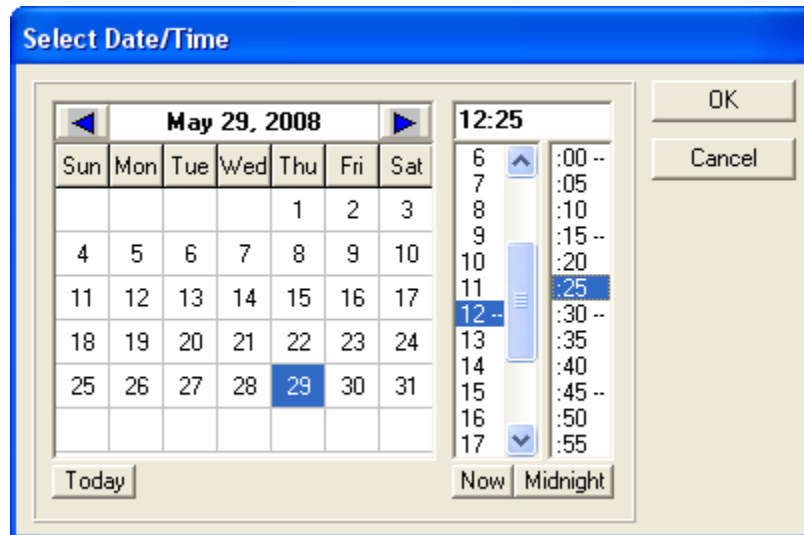 Select Date/Time
May 29, 2008
Sun Mon Tue Wed Thu Fri Sat
1 2 3
4 5 6 7 8 9 10
11 12 13 14 15 16 17
18 19 20 21 22 23 24
25 26 27 28 29 30 31
Today
12:25
6 :00 --
7 :05
8 :10
9 :15 --
10 :20
11 :25
12 -- :30 --
13 :35
14 :40
15 :45 --
16 :50
17 :55
Now Midnight
OK
Cancel